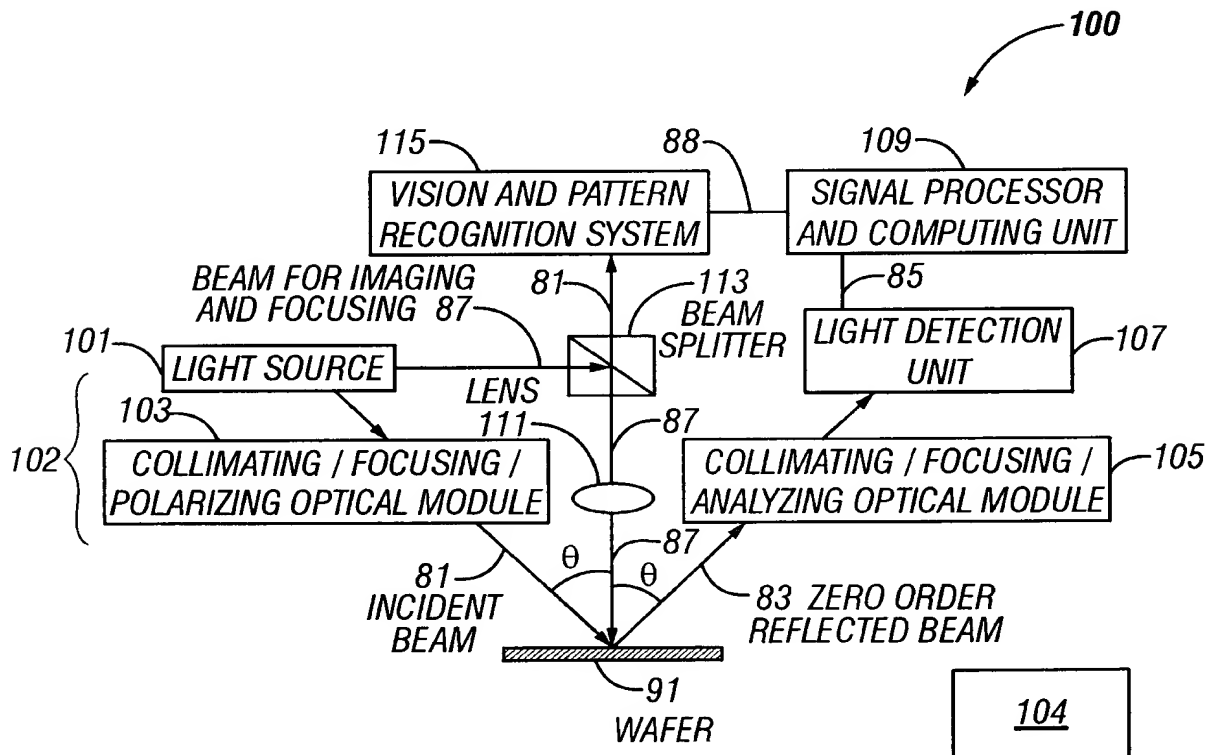 100
115
88
109
VISION AND PATTERN
RECOGNITION SYSTEM
SIGNAL PROCESSOR
AND COMPUTING UNIT
BEAM FOR IMAGING
AND FOCUSING 87
81
113
BEAM
SPLITTER
85
LIGHT DETECTION
UNIT
107
101
LIGHT SOURCE
LENS
111
87
102
103
COLLIMATING / FOCUSING /
POLARIZING OPTICAL MODULE
COLLIMATING / FOCUSING /
ANALYZING OPTICAL MODULE
105
87
θ
θ
81
INCIDENT
BEAM
83 ZERO ORDER
REFLECTED BEAM
91
WAFER
104